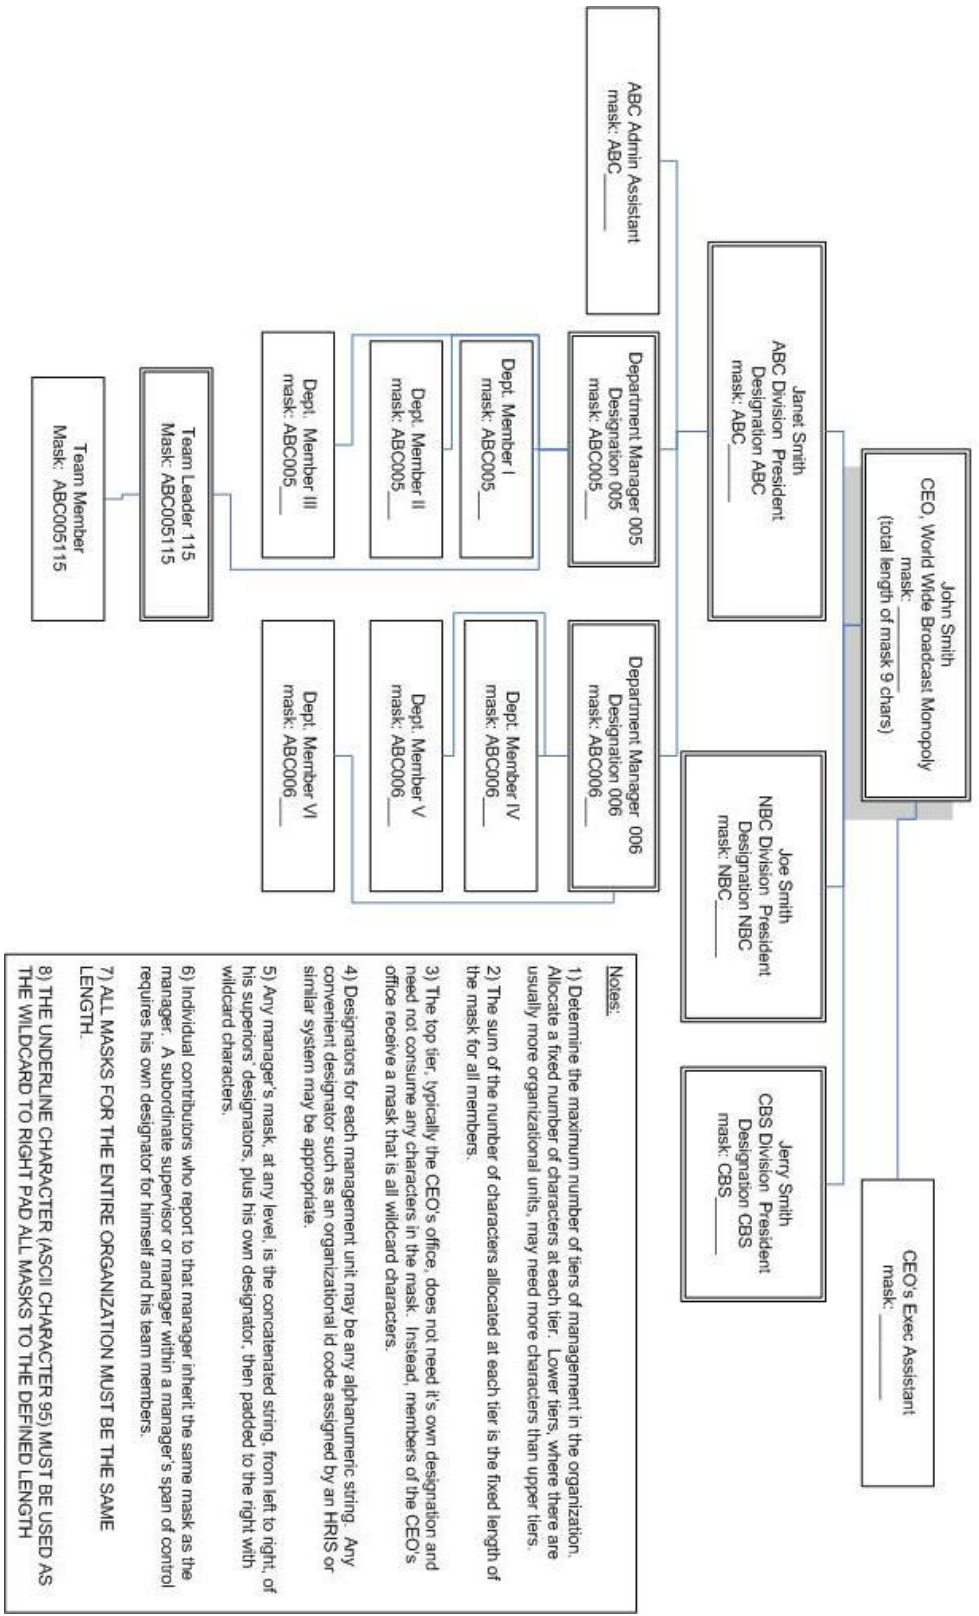 John Smith
CEO, World Wide Broadcast Monopoly
mask: _________
(total length of mask 9 chars)
CEO's Exec Assistant
mask: _________
Janet Smith
ABC Division President
Designation ABC
mask: ABC______
Joe Smith
NBC Division President
Designation NBC
mask: NBC______
Jerry Smith
CBS Division President
Designation CBS
mask: CBS______
ABC Admin Assistant
mask: ABC______
Department Manager 005
Designation 005
mask: ABC005___
Department Manager 006
Designation 006
mask: ABC006___
Dept. Member I
mask: ABC005___
Dept. Member II
mask: ABC005___
Dept. Member III
mask: ABC005___
Dept. Member IV
mask: ABC006___
Dept. Member V
mask: ABC006___
Dept. Member VI
mask: ABC006___
Team Leader 115
Mask: ABC005115
Team Member
Mask: ABC005115
Notes:
1) Determine the maximum number of tiers of management in the organization.
Allocate a fixed number of characters at each tier. Lower tiers, where there are
usually more organizational units, may need more characters than upper tiers.
2) The sum of the number of characters allocated at each tier is the fixed length of
the mask for all members.
3) The top tier, typically the CEO's office, does not need it's own designation and
need not consume any characters in the mask. Instead, members of the CEO's
office receive a mask that is all wildcard characters.
4) Designators for each management unit may be any alphanumeric string. Any
convenient designator such as an organizational id code assigned by an HRIS or
similar system may be appropriate.
5) Any manager's mask, at any level, is the concatenated string, from left to right, of
his superiors' designators, plus his own designator, then padded to the right with
wildcard characters.
6) Individual contributors who report to that manager inherit the same mask as the
manager. A subordinate supervisor or manager within a manager's span of control
requires his own designator for himself and his team members.
7) ALL MASKS FOR THE ENTIRE ORGANIZATION MUST BE THE SAME
LENGTH.
8) THE UNDERLINE CHARACTER (ASCII CHARACTER 95) MUST BE USED AS
THE WILDCARD TO RIGHT PAD ALL MASKS TO THE DEFINED LENGTH